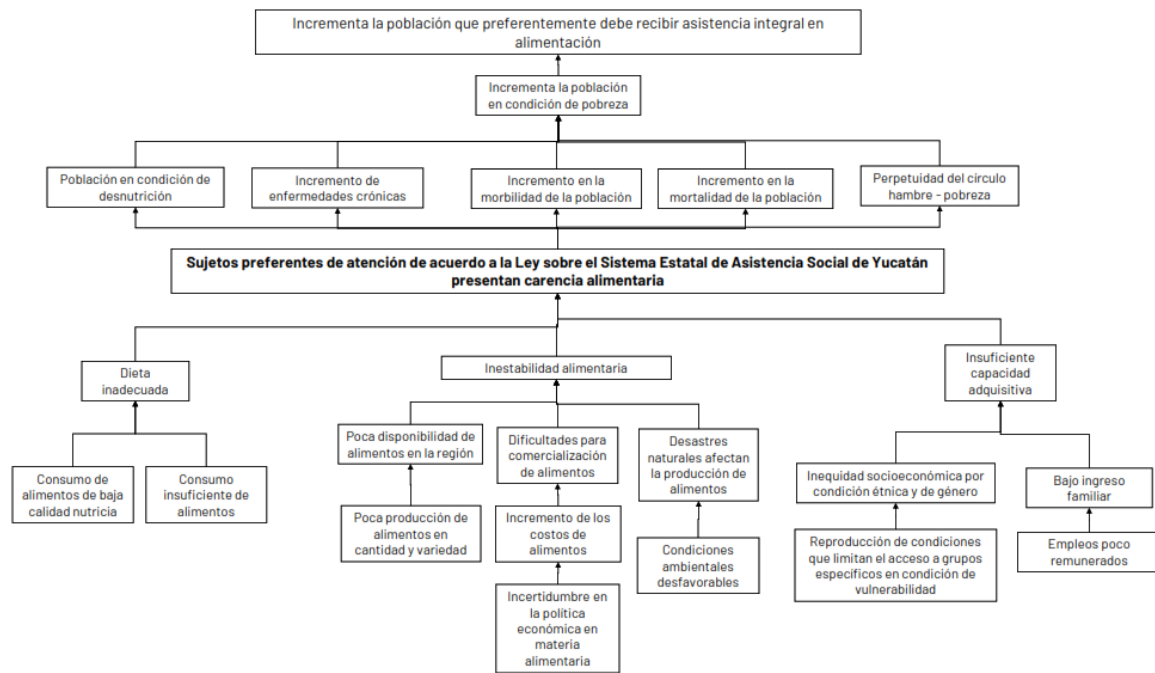 Incrementa la población que preferentemente debe recibir asistencia integral en
alimentación
Incrementa la población
en condición de pobreza
Población en condición de
desnutrición
Incremento de
enfermedades crónicas
Incremento en la
morbilidad de la población
Incremento en la
mortalidad de la población
Perpetuidad del círculo
hambre - pobreza
Sujetos preferentes de atención de acuerdo a la Ley sobre el Sistema Estatal de Asistencia Social de Yucatán
presentan carencia alimentaria
Dieta
inadecuada
Inestabilidad alimentaria
Insuficiente
capacidad
adquisitiva
Consumo de
alimentos de baja
calidad nutricia
Consumo
insuficiente de
alimentos
Poca disponibilidad de
alimentos en la región
Dificultades para
comercialización
de alimentos
Desastres
naturales afectan
la producción de
alimentos
Inequidad socioeconómica por
condición étnica y de género
Bajo ingreso
familiar
Poca producción de
alimentos en
cantidad y variedad
Incremento de los
costos de
alimentos
Condiciones
ambientales
desfavorables
Reproducción de condiciones
que limitan el acceso a grupos
específicos en condición de
vulnerabilidad
Empleos poco
remunerados
Incertidumbre en
la política
económica en
materia
alimentaria